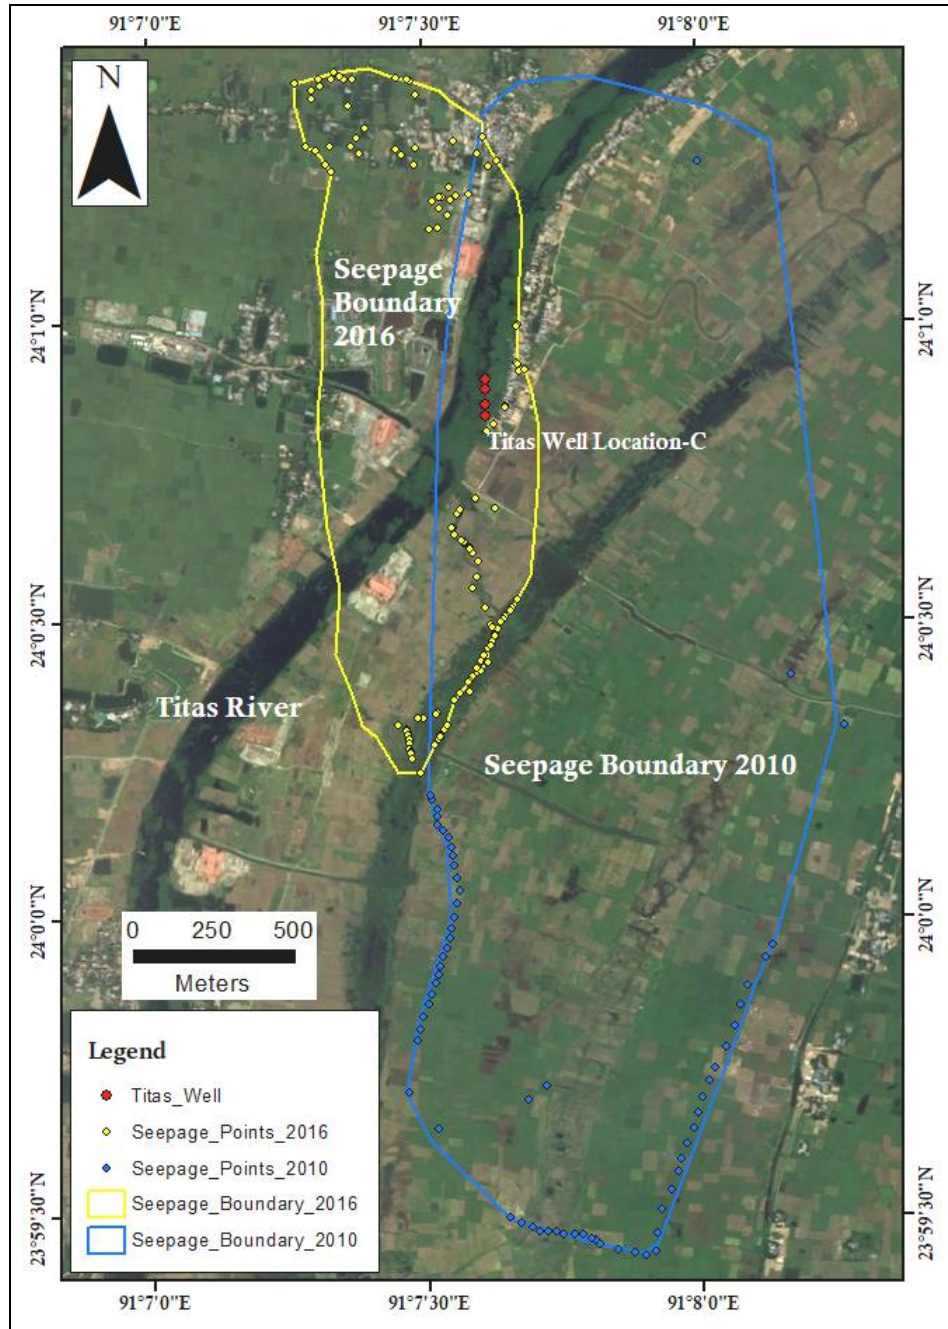 91°7'0"E
91°7'30"E
91°8'0"E
N
Seepage
Boundary
2016
24°1'0"N
24°1'0"N
Titas Well Location-C
24°0'30"N
24°0'30"N
Titas River
Seepage Boundary 2010
24°0'0"N
24°0'0"N
0 250 500
Meters
Legend
Titas_Well
Seepage_Points_2016
Seepage_Points_2010
Seepage_Boundary_2016
Seepage_Boundary_2010
23°59'30"N
23°59'30"N
91°7'0"E
91°7'30"E
91°8'0"E